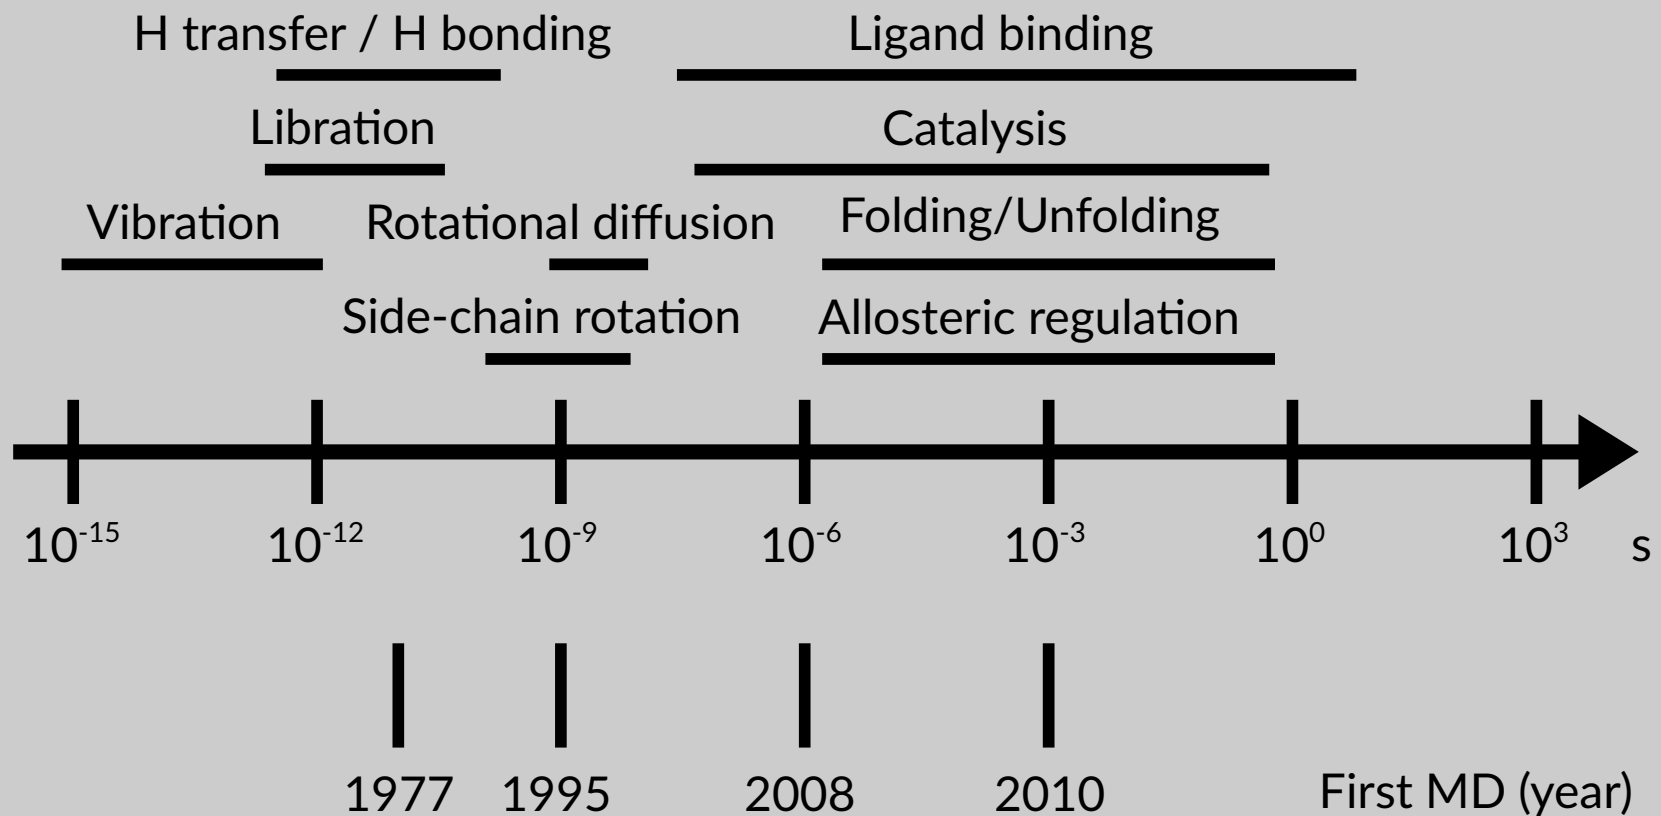 H transfer / H bonding Ligand binding
Libration Catalysis
Vibration Rotational diffusion Folding/Unfolding
Side-chain rotation Allosteric regulation
10⁻¹⁵ 10⁻¹² 10⁻⁹ 10⁻⁶ 10⁻³ 10⁰ 10³ s
1977 1995 2008 2010 First MD (year)